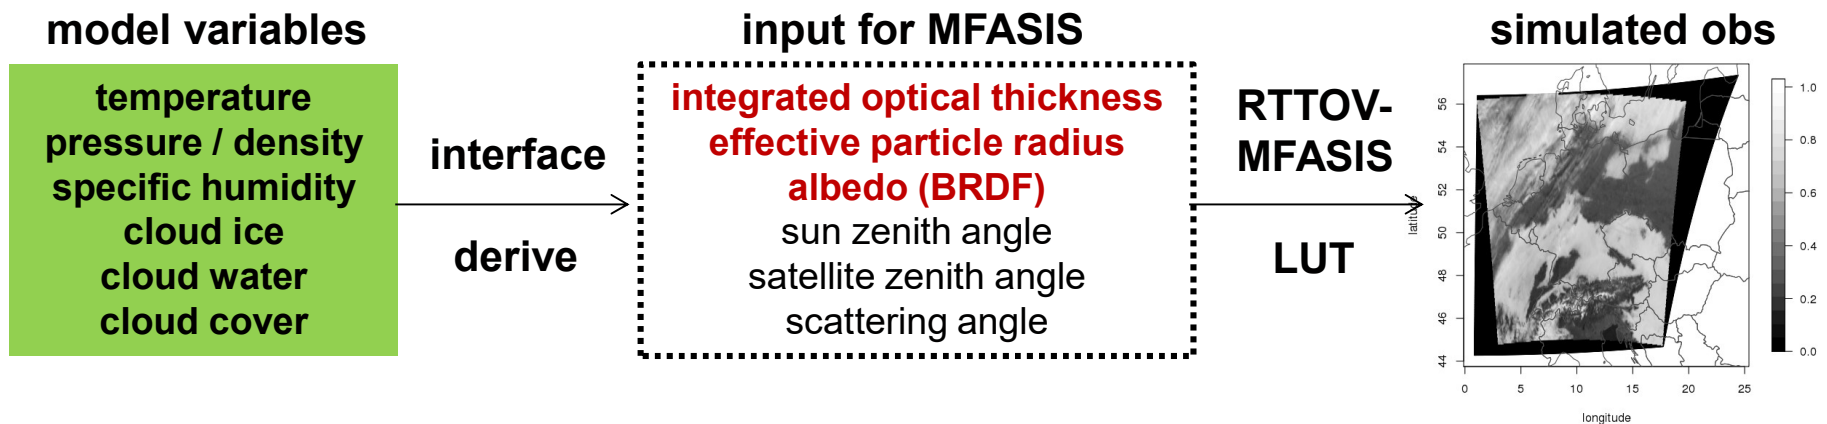 model variables
temperature
pressure / density
specific humidity
cloud ice
cloud water
cloud cover
interface
derive
input for MFASIS
integrated optical thickness
effective particle radius
albedo (BRDF)
sun zenith angle
satellite zenith angle
scattering angle
RTTOV-
MFASIS
LUT
simulated obs
latitude
56
54
52
50
48
46
44
0
5
10
15
20
25
longitude
1.0
0.8
0.6
0.4
0.2
0.0